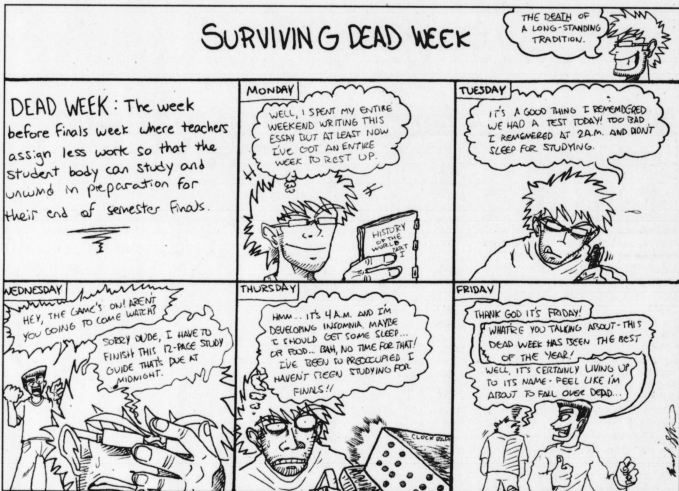 SURVIVING DEAD WEEK
THE DEATH OF
A LONG-STANDING
TRADITION.
DEAD WEEK: The week
before finals week where teachers
assign less work so that the
student body can study and
unwind in preparation for
their end of semester finals.
MONDAY
WELL, I SPENT MY ENTIRE
WEEKEND WRITING THIS
ESSAY BUT AT LEAST NOW
I'VE GOT AN ENTIRE
WEEK TO REST UP.
HISTORY
OF THE
WORLD
PART
I
TUESDAY
IT'S A GOOD THING I REMEMBERED
WE HAD A TEST TODAY! TOO BAD
I REMEMBERED AT 2 A.M. AND DIDN'T
SLEEP FOR STUDYING.
WEDNESDAY
HEY, THE GAME'S ON! AREN'T
YOU GOING TO COME WATCH?
SORRY DUDE, I HAVE TO
FINISH THIS 12-PAGE STUDY
GUIDE THAT'S DUE AT
MIDNIGHT.
THURSDAY
HMM... IT'S 4 A.M. AND I'M
DEVELOPING INSOMNIA. MAYBE
I SHOULD GET SOME SLEEP...
OR FOOD... BAH, NO TIME FOR THAT!
I'VE BEEN SO PREOCCUPIED I
HAVEN'T BEEN STUDYING FOR
FINALS!!
CLOCK
FRIDAY
THANK GOD IT'S FRIDAY!
WHAT'RE YOU TALKING ABOUT - THIS
DEAD WEEK HAS BEEN THE BEST
OF THE YEAR!
WELL, IT'S CERTAINLY LIVING UP
TO ITS NAME - FEEL LIKE I'M
ABOUT TO FALL OVER DEAD...